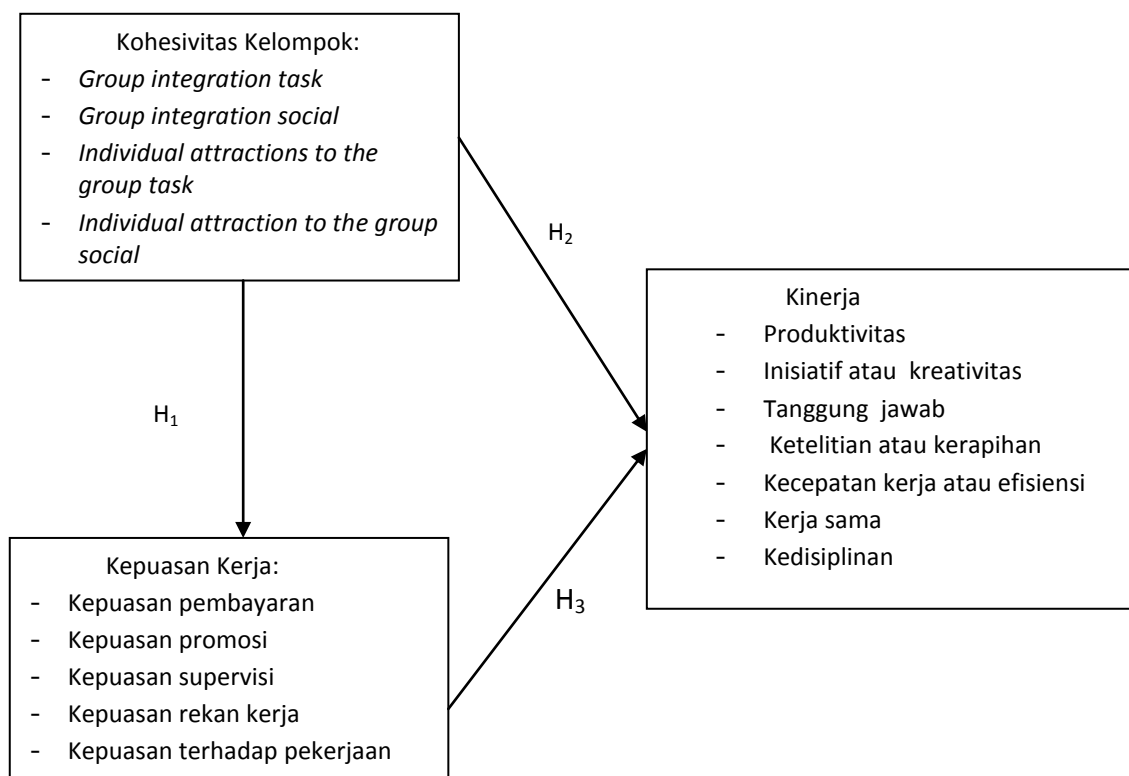 Kohesivitas Kelompok:
- Group integration task
- Group integration social
- Individual attractions to the
group task
- Individual attraction to the group
social
H₂
Kinerja
- Produktivitas
- Inisiatif atau kreativitas
- Tanggung jawab
- Ketelitian atau kerapihan
- Kecepatan kerja atau efisiensi
- Kerja sama
- Kedisiplinan
H₁
Kepuasan Kerja:
- Kepuasan pembayaran
- Kepuasan promosi
- Kepuasan supervisi
- Kepuasan rekan kerja
- Kepuasan terhadap pekerjaan
H₃